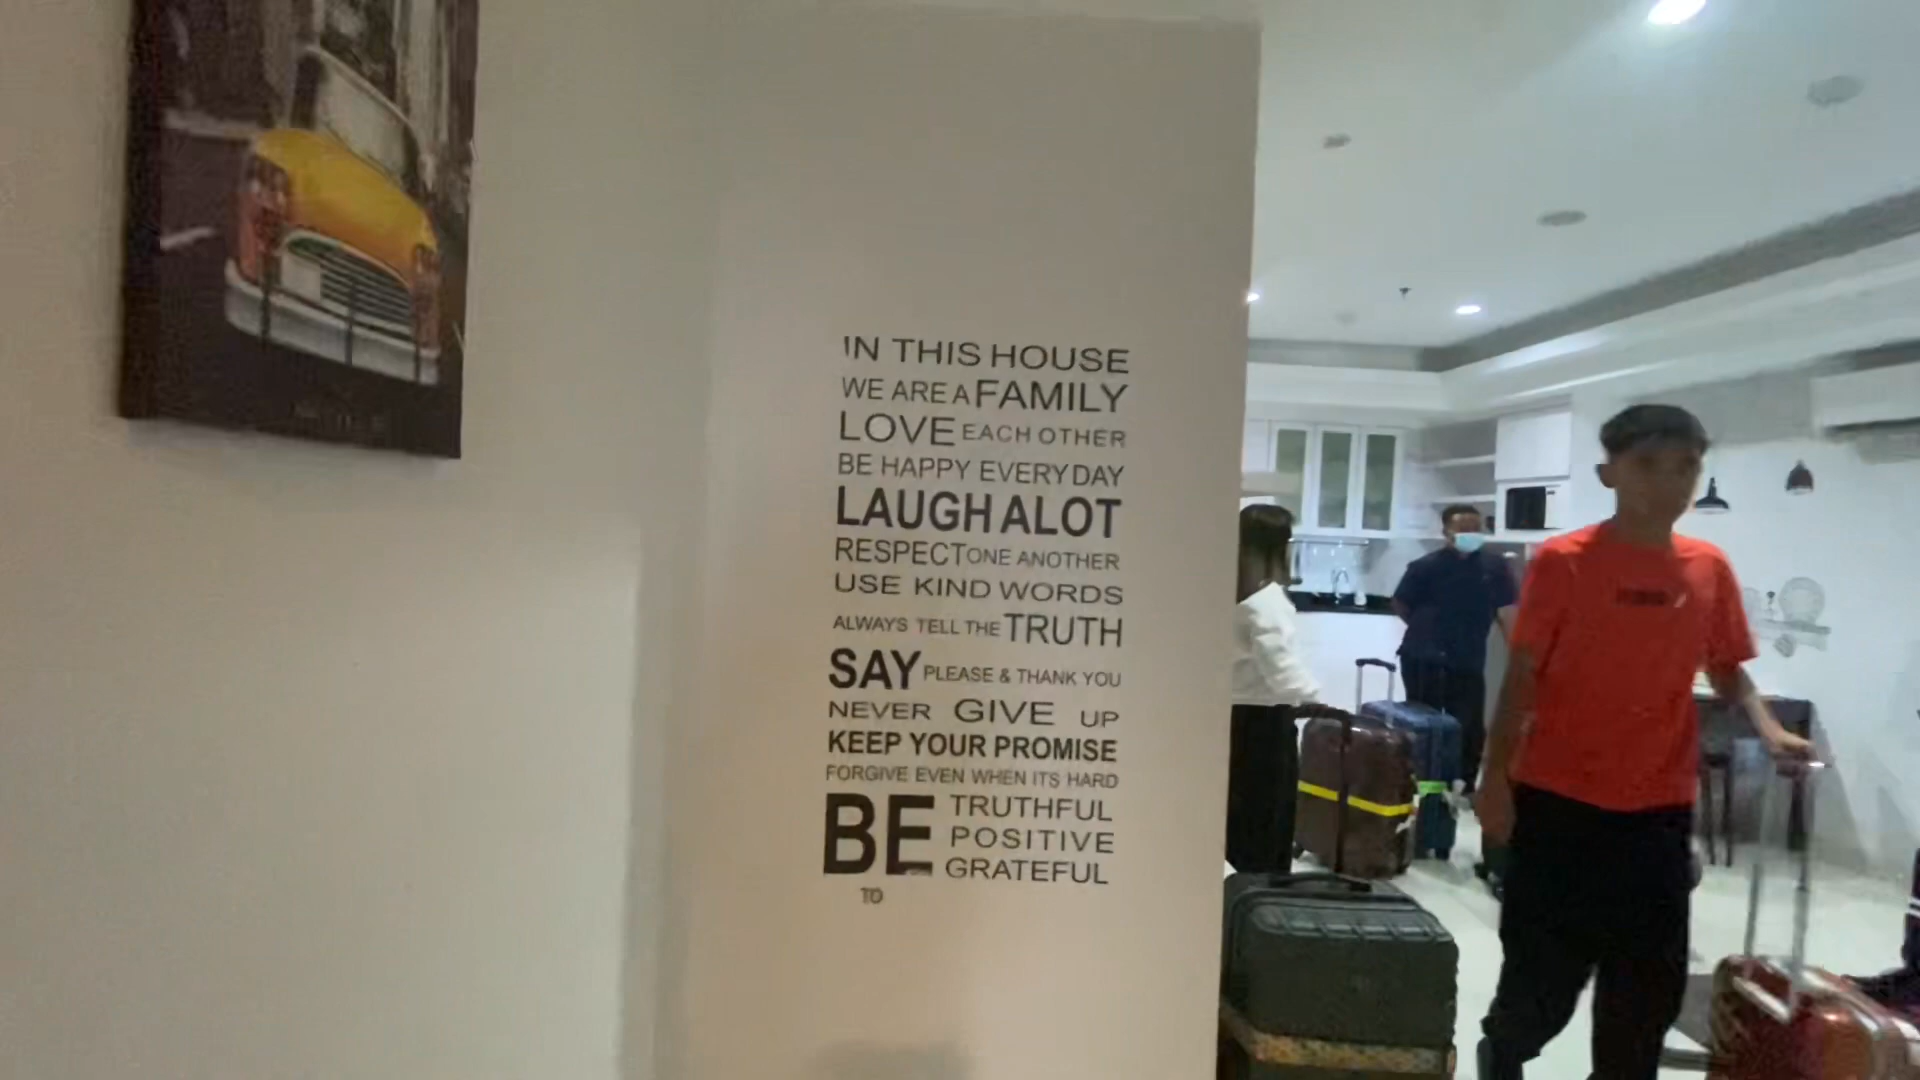 IN THIS HOUSE
WE ARE A FAMILY
LOVE EACH OTHER
BE HAPPY EVERYDAY
LAUGH ALOT
RESPECT ONE ANOTHER
USE KIND WORDS
ALWAYS TELL THE TRUTH
SAY PLEASE & THANK YOU
NEVER GIVE UP
KEEP YOUR PROMISE
FORGIVE EVEN WHEN ITS HARD
BE TRUTHFUL
POSITIVE
GRATEFUL
TO